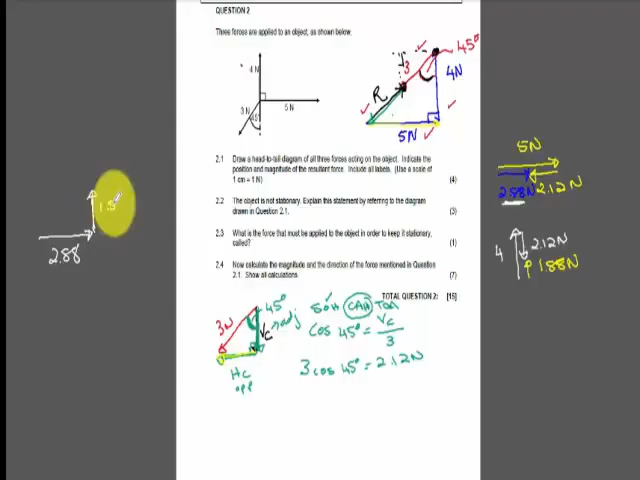 QUESTION 2
Three forces are applied to an object, as shown below.
4 N
5 N
3 N
45°
45°
3
4N
R
5N
2.1 Draw a head-to-tail diagram of all three forces acting on the object. Indicate the
position and magnitude of the resultant force. Include all labels. (Use a scale of
1 cm = 1 N) (4)
2.2 The object is not stationary. Explain this statement by referring to the diagram
drawn in Question 2.1. (3)
2.3 What is the force that must be applied to the object in order to keep it stationary,
called? (1)
2.4 Now calculate the magnitude and the direction of the force mentioned in Question
2.1. Show all calculations. (7)
TOTAL QUESTION 2: [15]
5N
2.88N 2.12N
4 2.12N
1.88N
2.88
45°
3N
Vc adj
Hc
opp
SOH CAH TOA
cos 45° = Vc
3
3 cos 45° = 2.12N